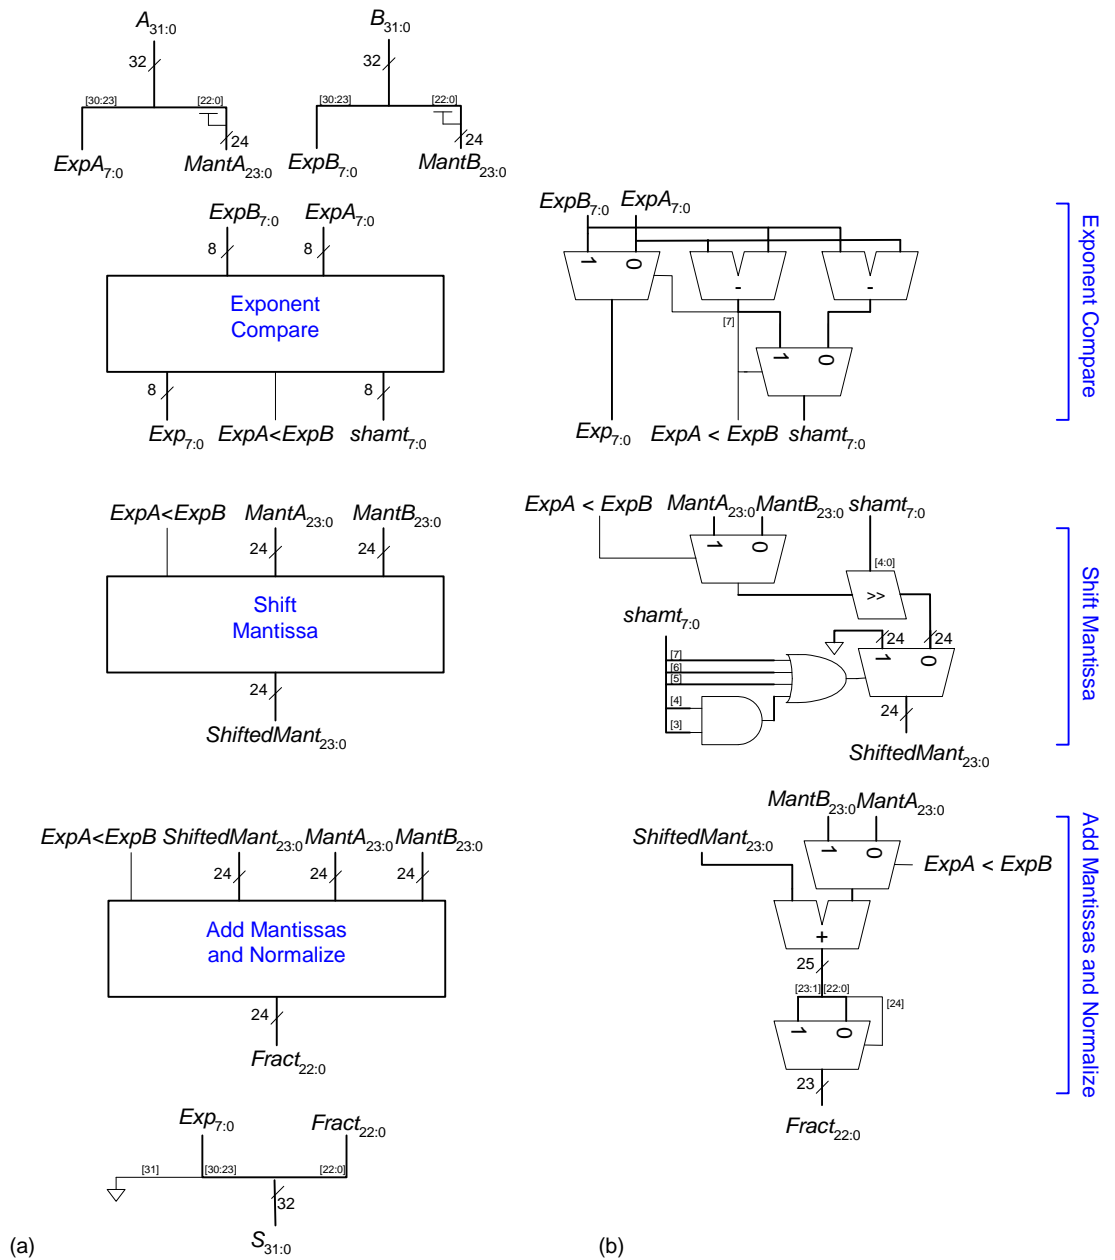 A31:0 B31:0
32 32
[30:23] [22:0] [30:23] [22:0]
24 24
ExpA7:0 MantA23:0 ExpB7:0 MantB23:0
ExpB7:0 ExpA7:0
8 8
Exponent
Compare
8 8
Exp7:0 ExpA<ExpB shamt7:0
ExpA<ExpB MantA23:0 MantB23:0
24 24
Shift
Mantissa
24
ShiftedMant23:0
ExpA<ExpB ShiftedMant23:0 MantA23:0 MantB23:0
24 24 24
Add Mantissas
and Normalize
24
Fract22:0
Exp7:0 Fract22:0
[31] [30:23] [22:0]
32
S31:0
(a)
ExpB7:0 ExpA7:0
1 0
- -
[7]
1 0
Exp7:0 ExpA < ExpB shamt7:0
Exponent Compare
ExpA < ExpB MantA23:0 MantB23:0 shamt7:0
1 0
[4:0]
>>
shamt7:0
24 24
1 0
[7]
[6]
[5]
[4]
[3]
24
ShiftedMant23:0
Shift Mantissa
MantB23:0 MantA23:0
ShiftedMant23:0
1 0
ExpA < ExpB
+
25
[23:1] [22:0]
[24]
1 0
23
Fract22:0
Add Mantissas and Normalize
(b)